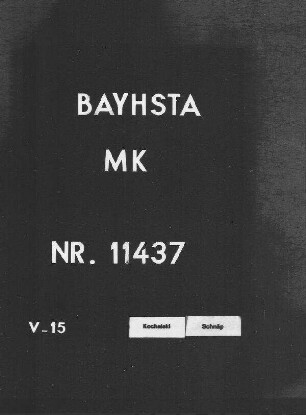 BAYHSTA
MK
NR. 11437
V-15 Kochalski Schnäp